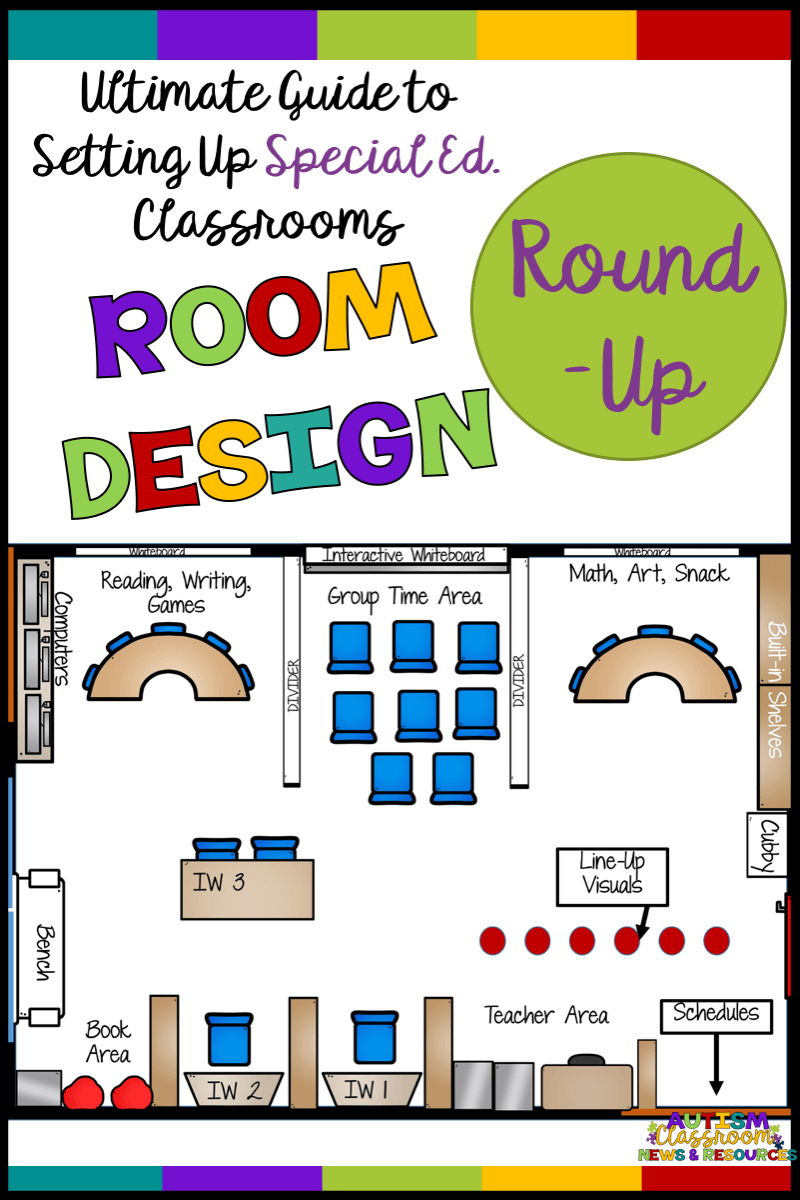 Ultimate Guide to
Setting Up Special Ed.
Classrooms
ROOM
DESIGN
Round
-Up
Whiteboard
Interactive Whiteboard
Whiteboard
Reading, Writing,
Games
Group Time Area
Math, Art, Snack
Computers
DIVIDER
DIVIDER
Built-in Shelves
Cubby
IW 3
Line-Up
Visuals
Bench
Book
Area
Teacher Area
Schedules
IW 2
IW 1
AUTISM
Classroom
NEWS & RESOURCES